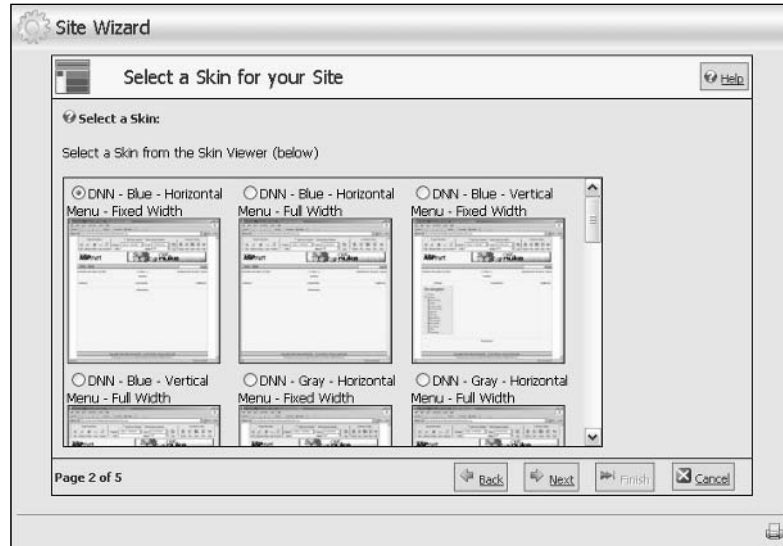 Site Wizard
Select a Skin for your Site
Help
Select a Skin:
Select a Skin from the Skin Viewer (below)
DNN - Blue - Horizontal Menu - Fixed Width
DNN - Blue - Horizontal Menu - Full Width
DNN - Blue - Vertical Menu - Fixed Width
DNN - Blue - Vertical Menu - Full Width
DNN - Gray - Horizontal Menu - Fixed Width
DNN - Gray - Horizontal Menu - Full Width
Page 2 of 5
Back
Next
Finish
Cancel